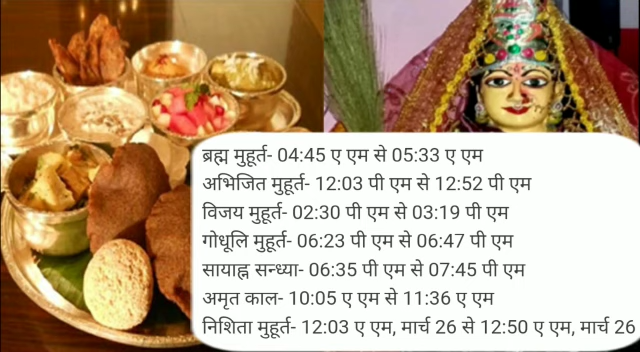 ब्रह्म मुहूर्त- 04:45 ए एम से 05:33 ए एम
अभिजित मुहूर्त- 12:03 पी एम से 12:52 पी एम
विजय मुहूर्त- 02:30 पी एम से 03:19 पी एम
गोधूलि मुहूर्त- 06:23 पी एम से 06:47 पी एम
सायाह्न सन्ध्या- 06:35 पी एम से 07:45 पी एम
अमृत काल- 10:05 ए एम से 11:36 ए एम
निशिता मुहूर्त- 12:03 ए एम, मार्च 26 से 12:50 ए एम, मार्च 26